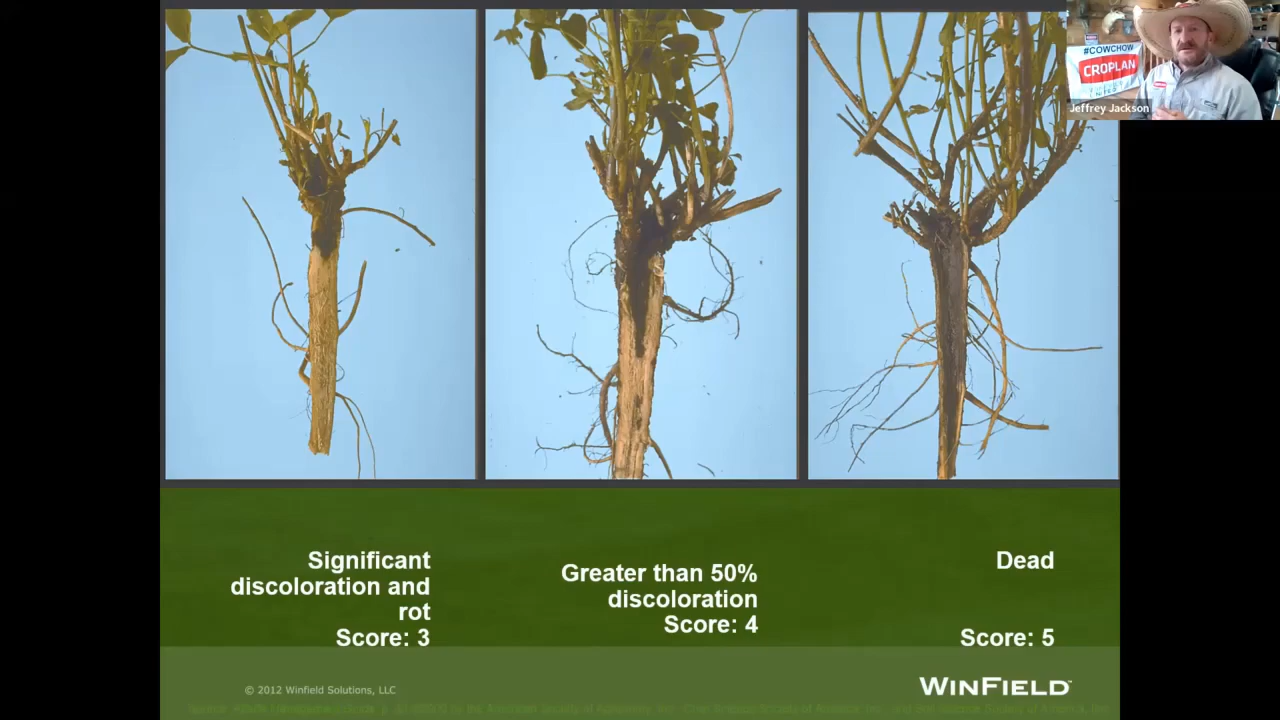 #COWCHOW
CROPLAN
Jeffrey Jackson
Significant
discoloration and
rot
Score: 3
Greater than 50%
discoloration
Score: 4
Dead
Score: 5
© 2012 Winfield Solutions, LLC
WINFIELD